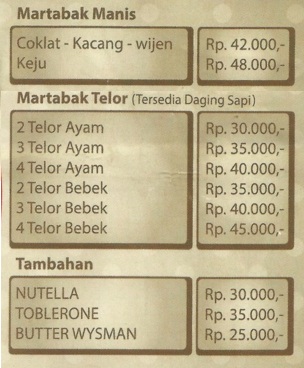 Martabak Manis
Coklat - Kacang - wijen Rp. 42.000,-
Keju Rp. 48.000,-
Martabak Telor (Tersedia Daging Sapi)
2 Telor Ayam Rp. 30.000,-
3 Telor Ayam Rp. 35.000,-
4 Telor Ayam Rp. 40.000,-
2 Telor Bebek Rp. 35.000,-
3 Telor Bebek Rp. 40.000,-
4 Telor Bebek Rp. 45.000,-
Tambahan
NUTELLA Rp. 30.000,-
TOBLERONE Rp. 35.000,-
BUTTER WYSMAN Rp. 25.000,-